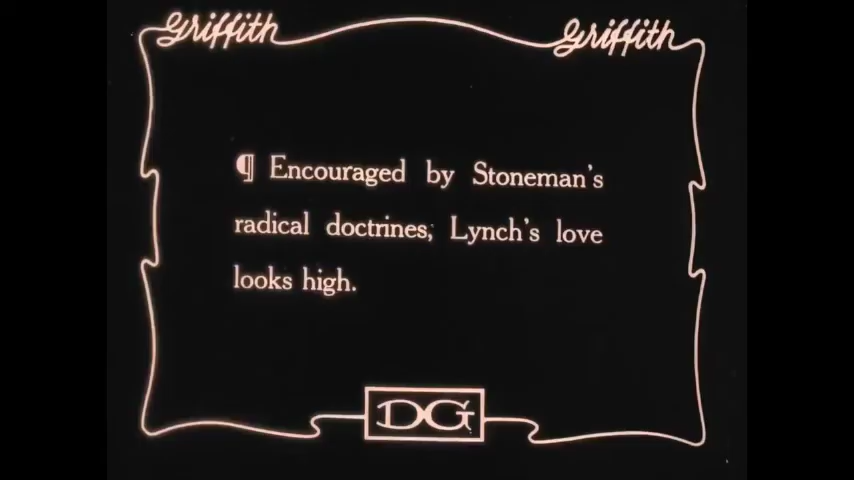 Griffith Griffith
¶ Encouraged by Stoneman's
radical doctrines, Lynch's love
looks high.
DG